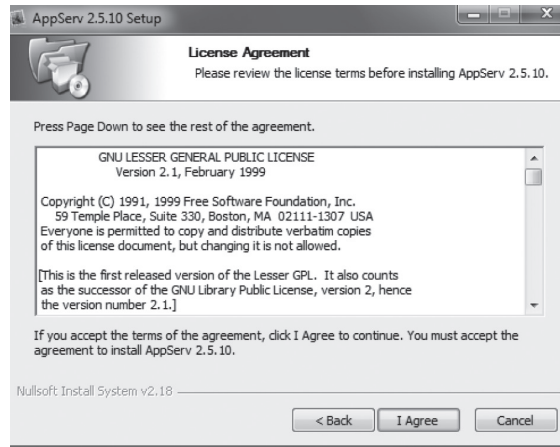 AppServ 2.5.10 Setup
License Agreement
Please review the license terms before installing AppServ 2.5.10.
Press Page Down to see the rest of the agreement.
GNU LESSER GENERAL PUBLIC LICENSE
Version 2.1, February 1999
Copyright (C) 1991, 1999 Free Software Foundation, Inc.
59 Temple Place, Suite 330, Boston, MA 02111-1307 USA
Everyone is permitted to copy and distribute verbatim copies
of this license document, but changing it is not allowed.
[This is the first released version of the Lesser GPL. It also counts
as the successor of the GNU Library Public License, version 2, hence
the version number 2.1.]
If you accept the terms of the agreement, click I Agree to continue. You must accept the
agreement to install AppServ 2.5.10.
Nullsoft Install System v2.18
< Back I Agree Cancel